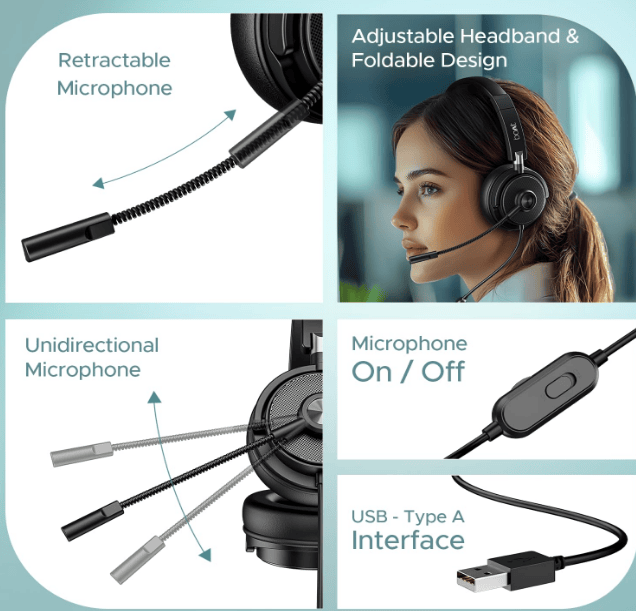 Retractable
Microphone
Adjustable Headband &
Foldable Design
Unidirectional
Microphone
Microphone
On / Off
USB - Type A
Interface